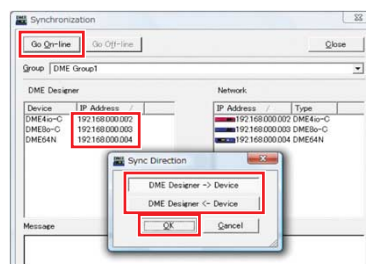 Synchronization
Go On-line Go Off-line Close
Group DME Group1
DME Designer Network
Device IP Address / IP Address / Type
DME4io-C 192.168.000.002 192.168.000.002 DME4io-C
DME8o-C 192.168.000.003 192.168.000.003 DME8o-C
DME64N 192.168.000.004 192.168.000.004 DME64N
Sync Direction
DME Designer -> Device
DME Designer <- Device
Message OK Cancel